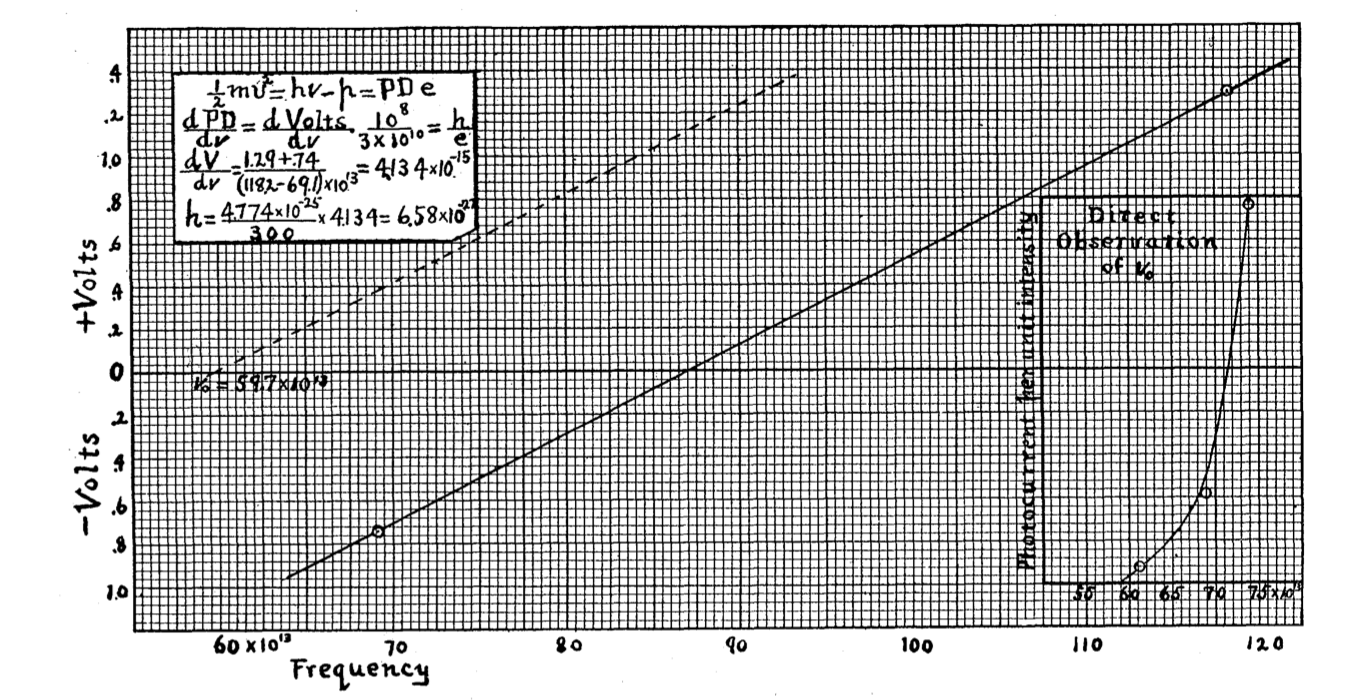 ½mv²=hν-p=PDe
dPD/dν = dVolts/dν · 10⁸/3×10¹⁰ = h/e
dV/dν = 1.29+.74/(118.2-69.1)×10¹³ = 4.134×10⁻¹⁵
h = 4.774×10⁻²⁵/300 × 4.134 = 6.58×10⁻²⁷
+Volts
-Volts
.4
.2
1.0
.8
.6
.4
.2
0
.2
.4
.6
.8
1.0
ν₀ = 59.7×10¹³
Direct
Observation
of ν₀
Photocurrent per unit intensity
55 60 65 70 75×10¹³
60×10¹³ 70 80 90 100 110 120
Frequency